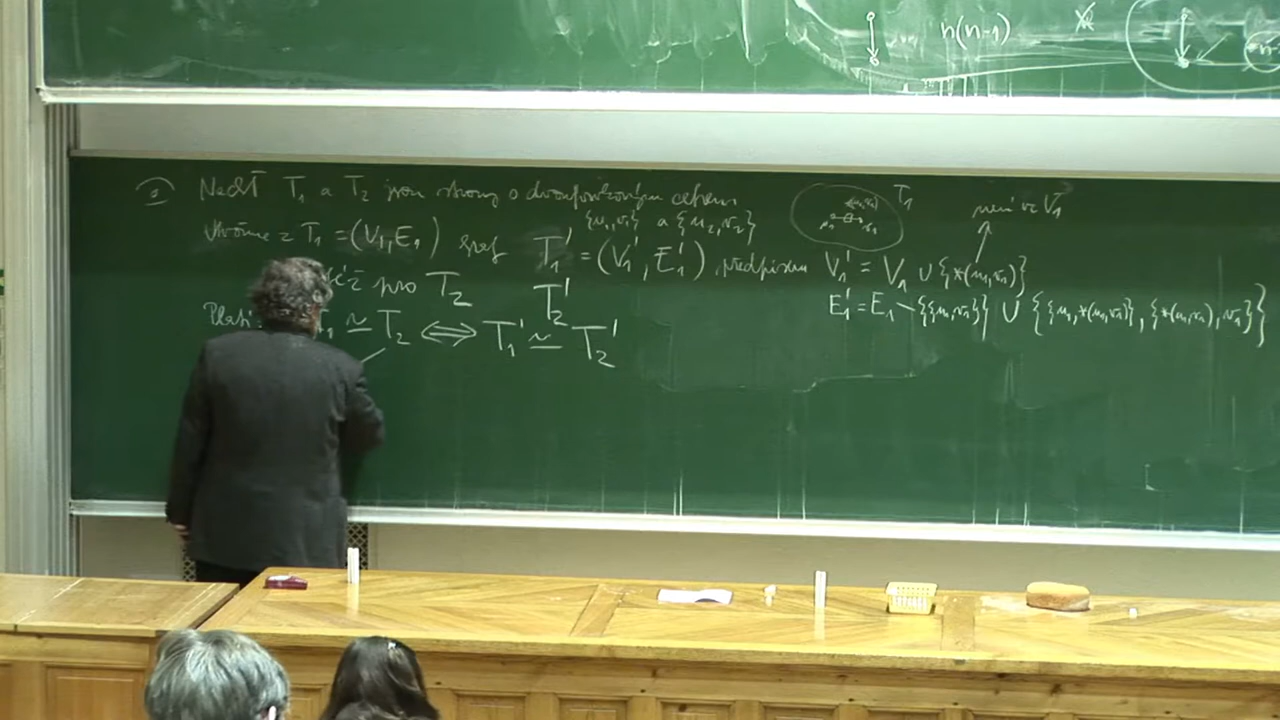 n(n-1)
Nechť T₁ a T₂ jsou stromy o dvouprvkovým centrem
{u₁,v₁} a {u₂,v₂}
T₁
není ve V₁
z T₁ = (V₁,E₁) graf T₁' = (V₁', E₁'), předpisem V₁' = V₁ ∪ {*(u₁,v₁)}
pro T₂ T₂' E₁' = E₁ \ {{u₁,v₁}} ∪ {{u₁,*(u₁,v₁)}, {*(u₁,v₁),v₁}}
Platí: T₁ ≅ T₂ ⟺ T₁' ≅ T₂'